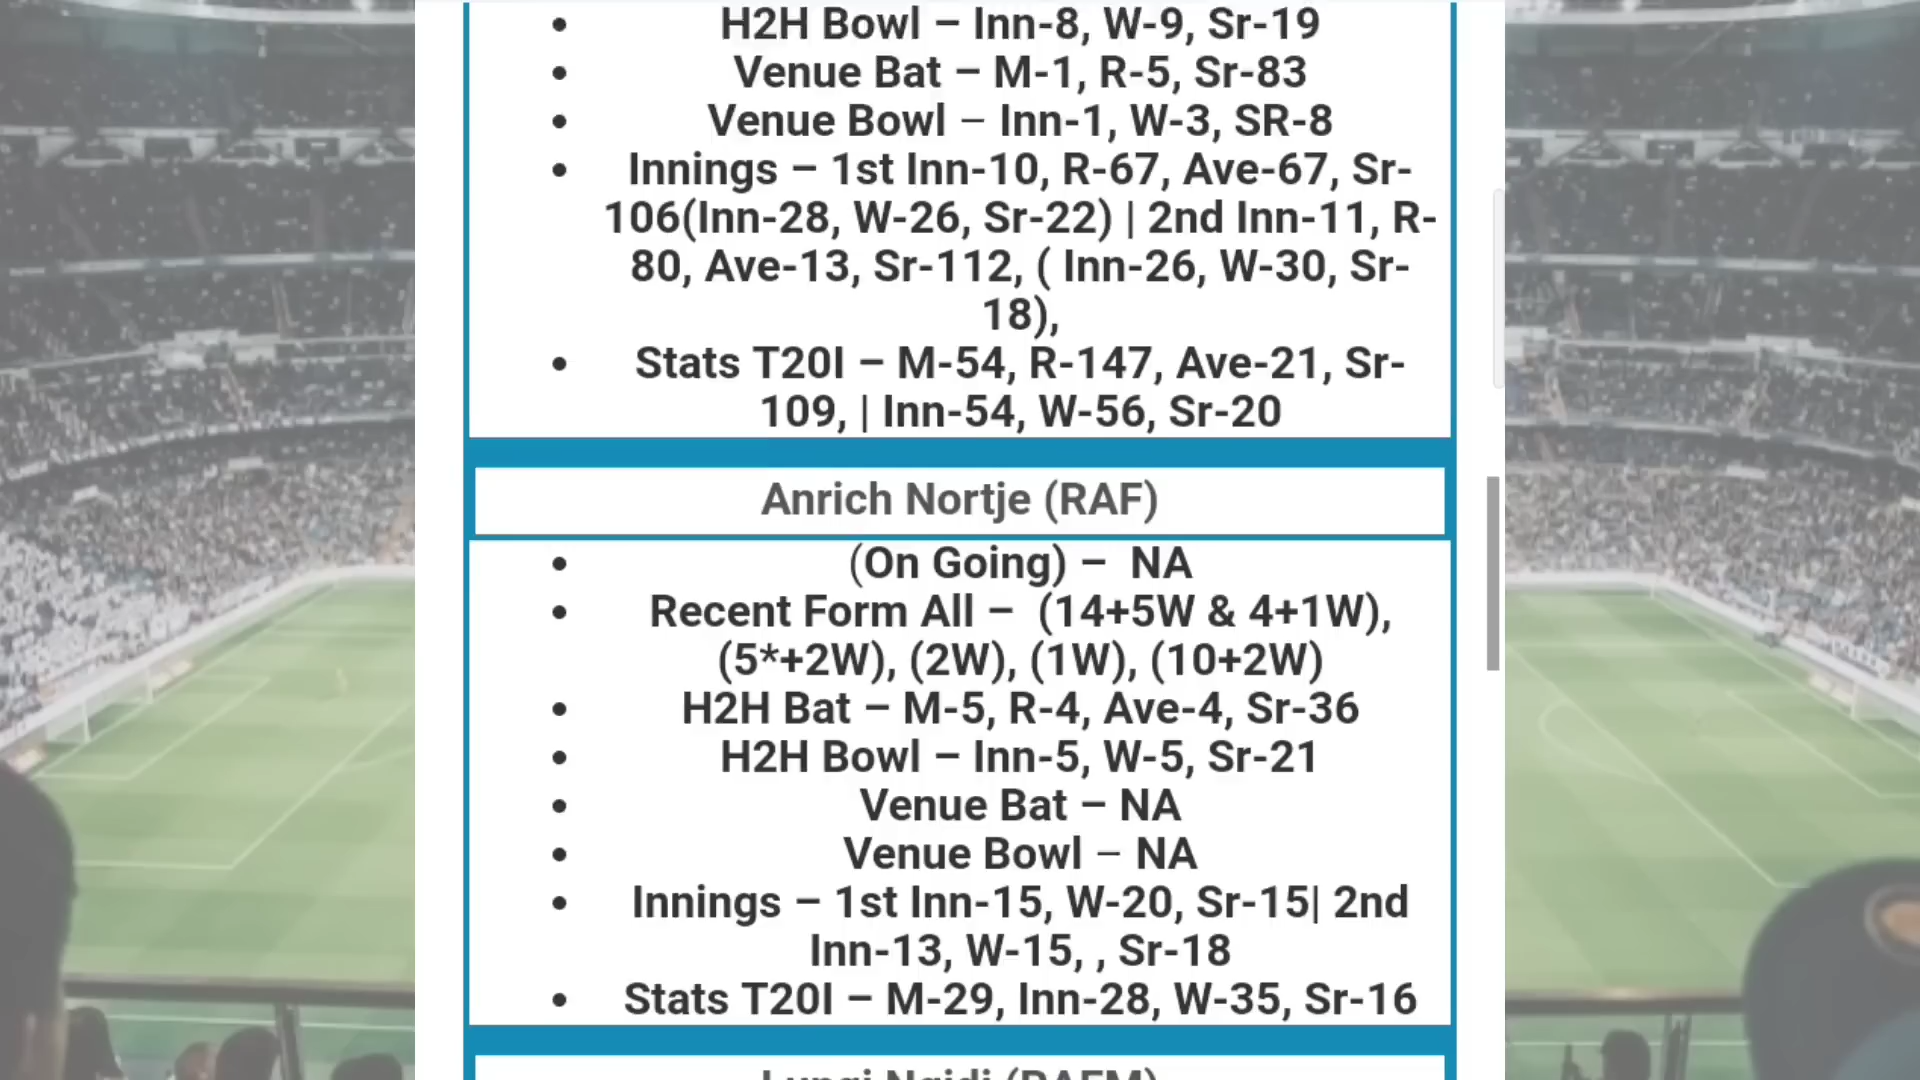 H2H Bowl – Inn-8, W-9, Sr-19
Venue Bat – M-1, R-5, Sr-83
Venue Bowl – Inn-1, W-3, SR-8
Innings – 1st Inn-10, R-67, Ave-67, Sr-
106(Inn-28, W-26, Sr-22) | 2nd Inn-11, R-
80, Ave-13, Sr-112, ( Inn-26, W-30, Sr-
18),
Stats T20I – M-54, R-147, Ave-21, Sr-
109, | Inn-54, W-56, Sr-20
Anrich Nortje (RAF)
(On Going) – NA
Recent Form All – (14+5W & 4+1W),
(5*+2W), (2W), (1W), (10+2W)
H2H Bat – M-5, R-4, Ave-4, Sr-36
H2H Bowl – Inn-5, W-5, Sr-21
Venue Bat – NA
Venue Bowl – NA
Innings – 1st Inn-15, W-20, Sr-15| 2nd
Inn-13, W-15, , Sr-18
Stats T20I – M-29, Inn-28, W-35, Sr-16
Lungi Ngidi (RAFM)